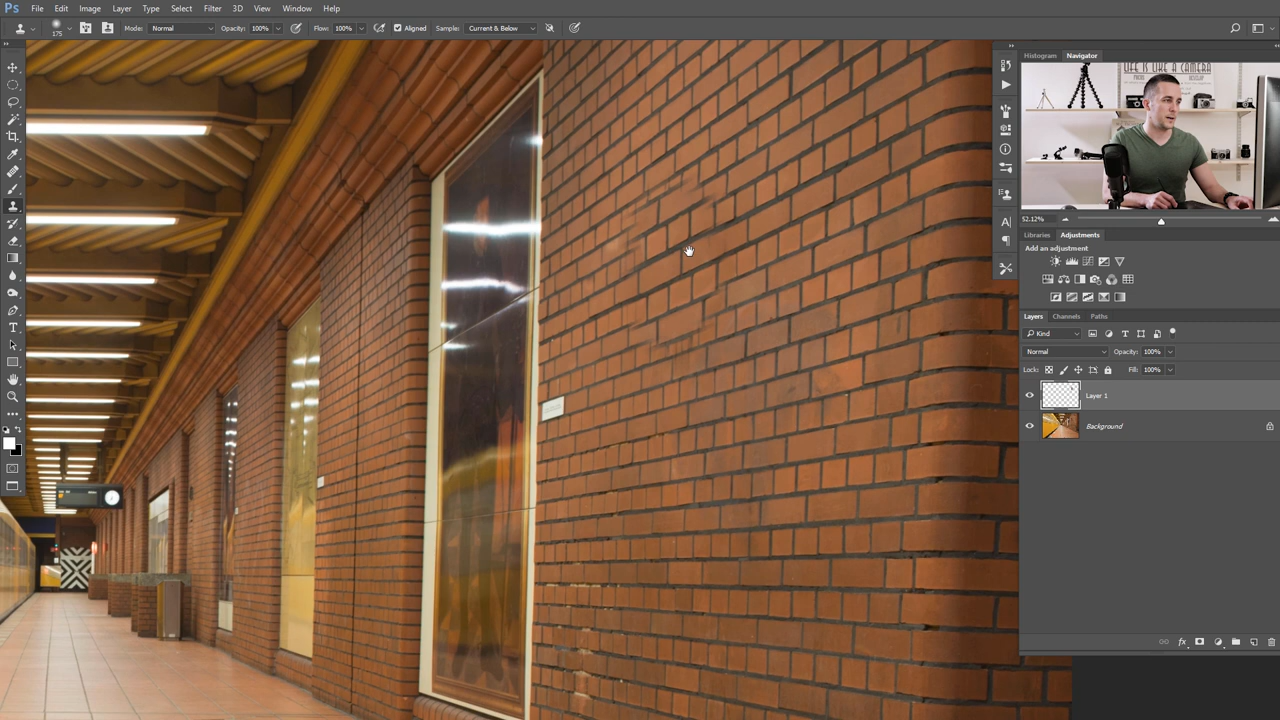 Ps File Edit Image Layer Type Select Filter 3D View Window Help
175 Mode: Normal Opacity: 100% Flow: 100% Aligned Sample: Current & Below
Histogram Navigator
LIFE IS LIKE A CAMERA
52.12%
Libraries Adjustments
Add an adjustment
Layers Channels Paths
Kind
Normal Opacity: 100%
Lock: Fill: 100%
Layer 1
Background